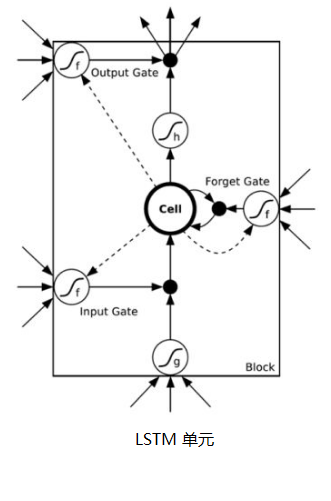 f
Output Gate
h
Forget Gate
Cell
f
f
Input Gate
g
Block
LSTM 单元